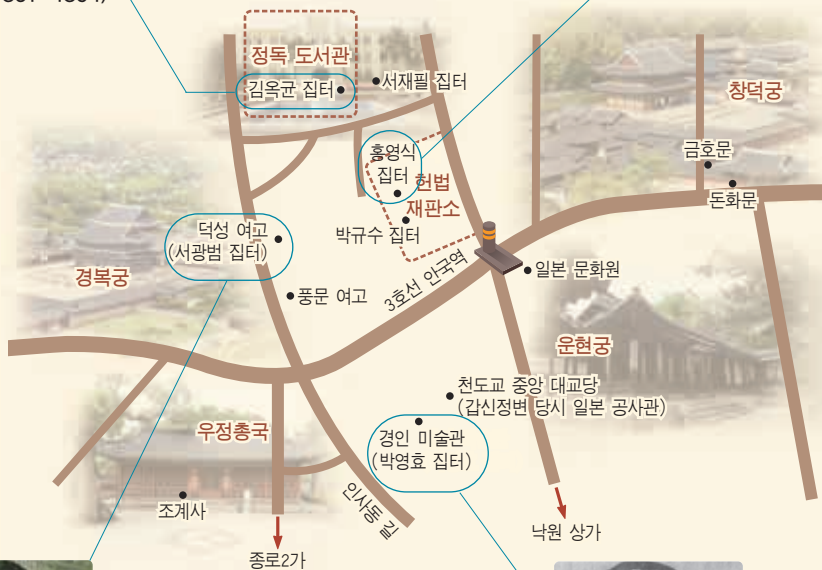 정독 도서관
김옥균 집터
서재필 집터
창덕궁
홍영식
집터
금호문
헌법
재판소
돈화문
박규수 집터
덕성 여고
(서광범 집터)
경복궁
3호선 안국역
일본 문화원
풍문 여고
운현궁
천도교 중앙 대교당
(갑신정변 당시 일본 공사관)
우정총국
경인 미술관
(박영효 집터)
인사동 길
조계사
낙원 상가
종로2가